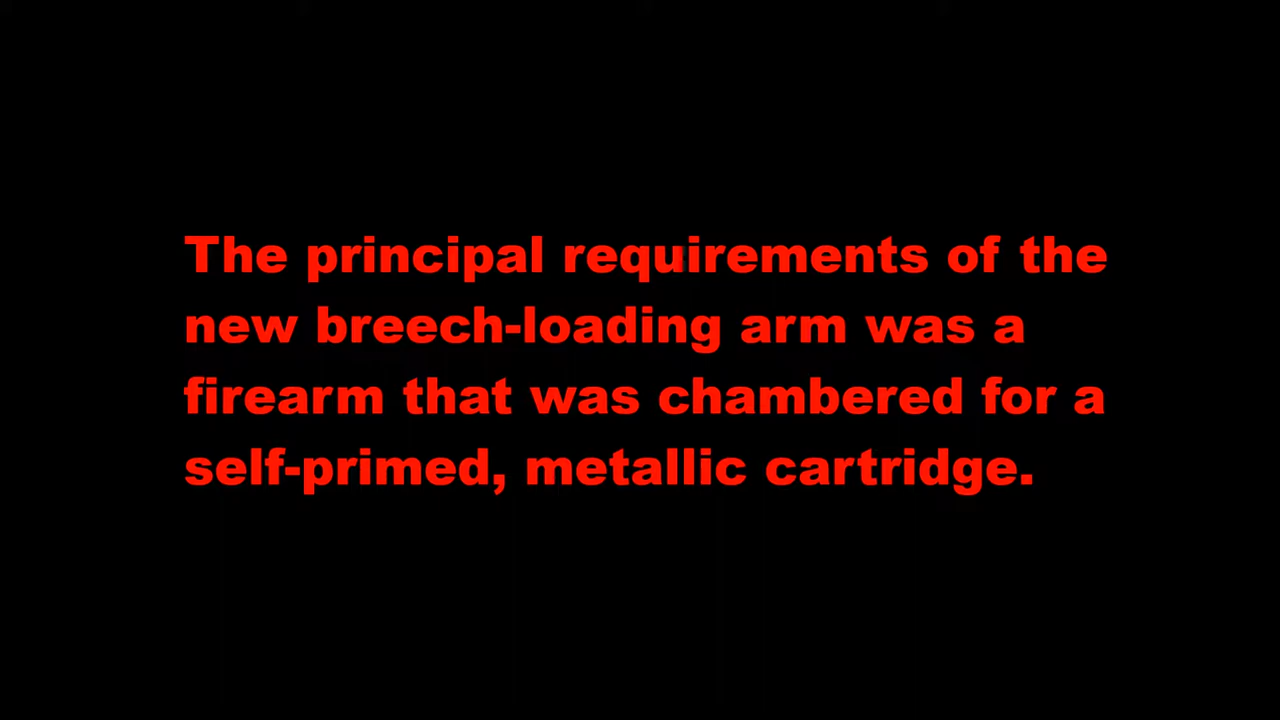 The principal requirements of the
new breech-loading arm was a
firearm that was chambered for a
self-primed, metallic cartridge.